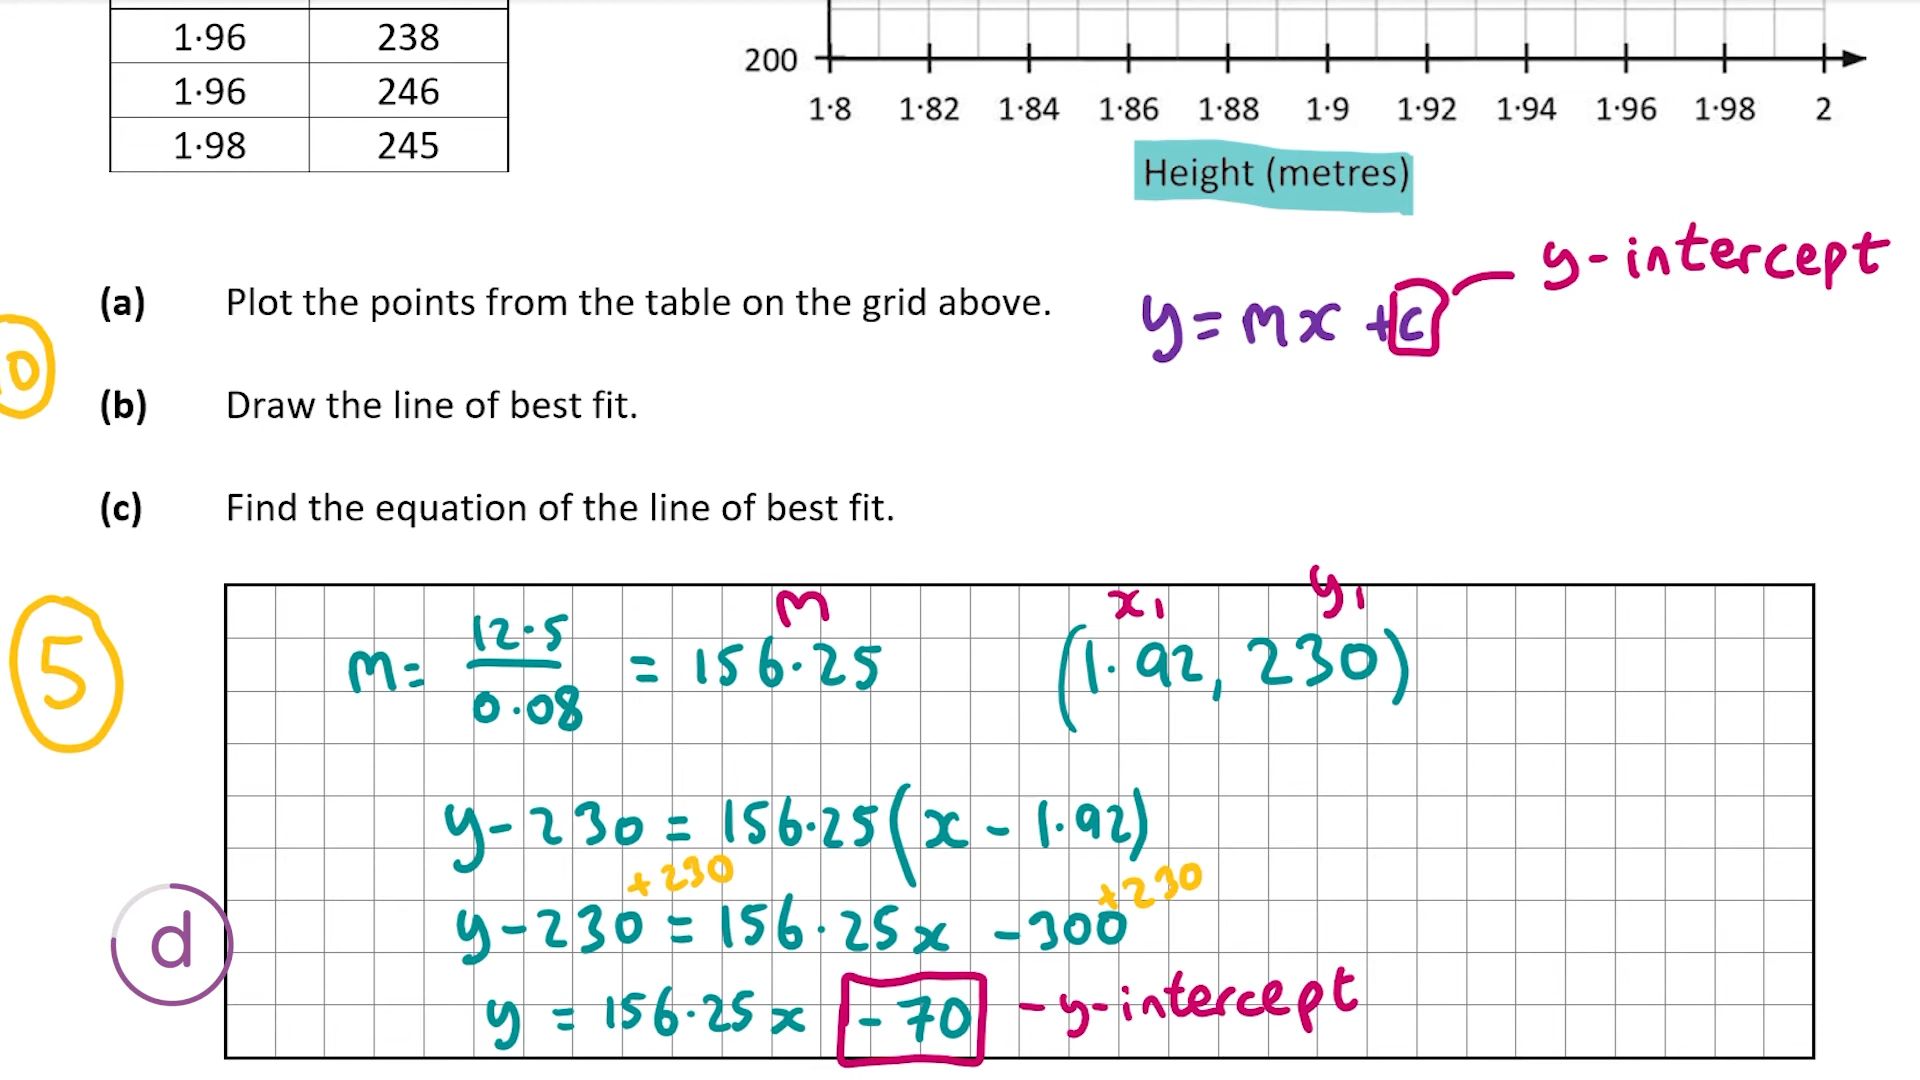 1·96 238
1·96 246
1·98 245
200
1·8 1·82 1·84 1·86 1·88 1·9 1·92 1·94 1·96 1·98 2
Height (metres)
y-intercept
(a) Plot the points from the table on the grid above.
y = mx + c
(b) Draw the line of best fit.
(c) Find the equation of the line of best fit.
5
m x₁ y₁
m = 12·5 / 0·08 = 156·25 (1·92, 230)
y - 230 = 156·25(x - 1·92)
+230 +230
y - 230 = 156·25x - 300
d
y = 156·25x - 70 - y-intercept